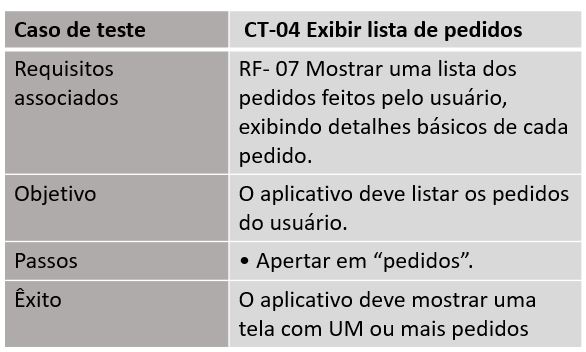 Caso de teste
CT-04 Exibir lista de pedidos
Requisitos
associados
RF- 07 Mostrar uma lista dos
pedidos feitos pelo usuário,
exibindo detalhes básicos de cada
pedido.
Objetivo
O aplicativo deve listar os pedidos
do usuário.
Passos
• Apertar em “pedidos”.
Êxito
O aplicativo deve mostrar uma
tela com UM ou mais pedidos